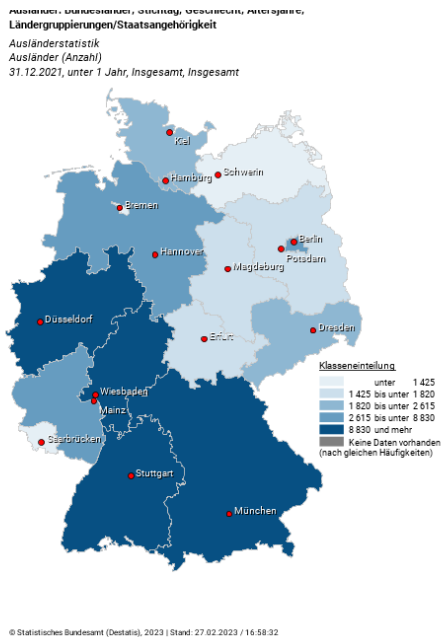 Ausländer: Bundesländer, Stichtag, Geschlecht, Altersjahre,
Ländergruppierungen/Staatsangehörigkeit
Ausländerstatistik
Ausländer (Anzahl)
31.12.2021, unter 1 Jahr, Insgesamt, Insgesamt
Kiel
Schwerin
Hamburg
Bremen
Berlin
Hannover
Potsdam
Magdeburg
Düsseldorf
Dresden
Erfurt
Klasseneinteilung
unter 1 425
1 425 bis unter 1 820
1 820 bis unter 2 615
2 615 bis unter 8 830
8 830 und mehr
Keine Daten vorhanden
(nach gleichen Häufigkeiten)
Wiesbaden
Mainz
Saarbrücken
Stuttgart
München
© Statistisches Bundesamt (Destatis), 2023 | Stand: 27.02.2023 / 16:58:32